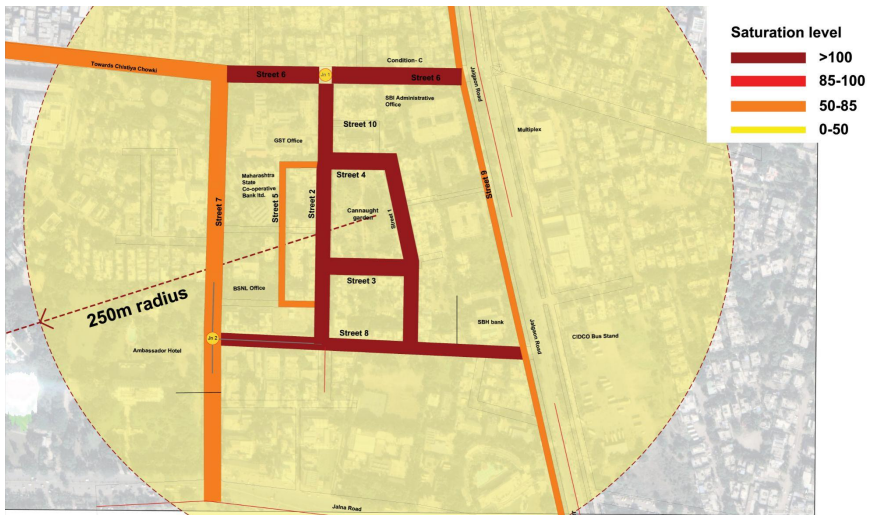 Saturation level
>100
85-100
50-85
0-50
Towards Chistiya Chowki
Condition- C
Street 6
Jn 1
Street 6
Jalgaon Road
SBI Administrative
Office
Street 10
Multiplex
GST Office
Maharashtra
State
Co-operative
Bank ltd.
Street 4
Street 9
Street 7
Street 5
Street 2
Cannaught
garden
Street 1
Street 3
BSNL Office
250m radius
Jn 2
Street 8
SBH bank
Jalgaon Road
CIDCO Bus Stand
Ambassador Hotel
Jalna Road